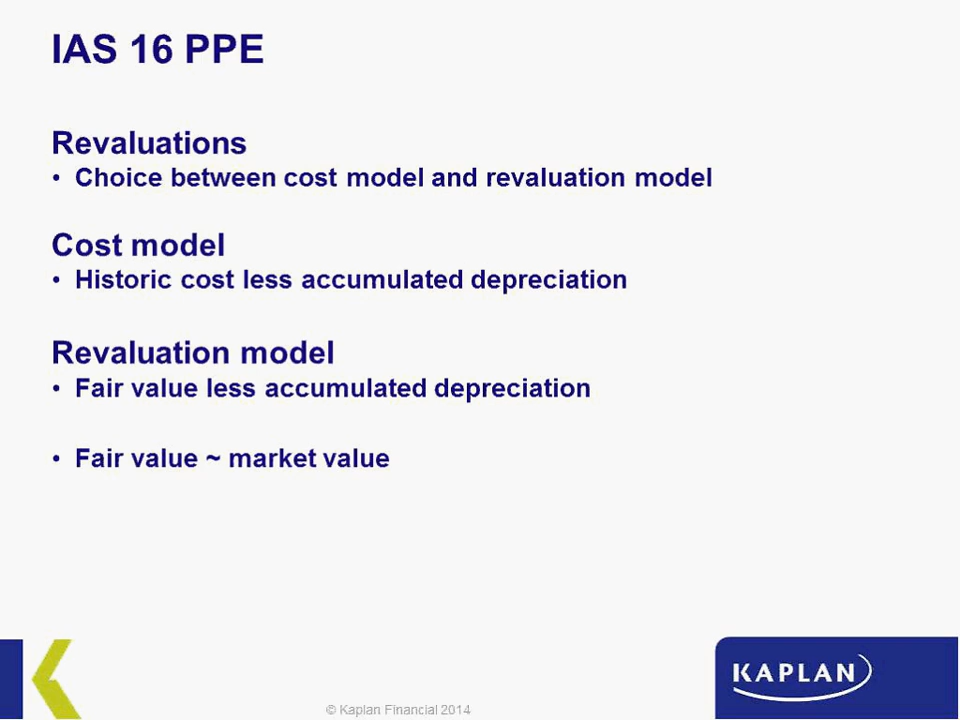 IAS 16 PPE
Revaluations
• Choice between cost model and revaluation model
Cost model
• Historic cost less accumulated depreciation
Revaluation model
• Fair value less accumulated depreciation
• Fair value ~ market value
© Kaplan Financial 2014
KAPLAN